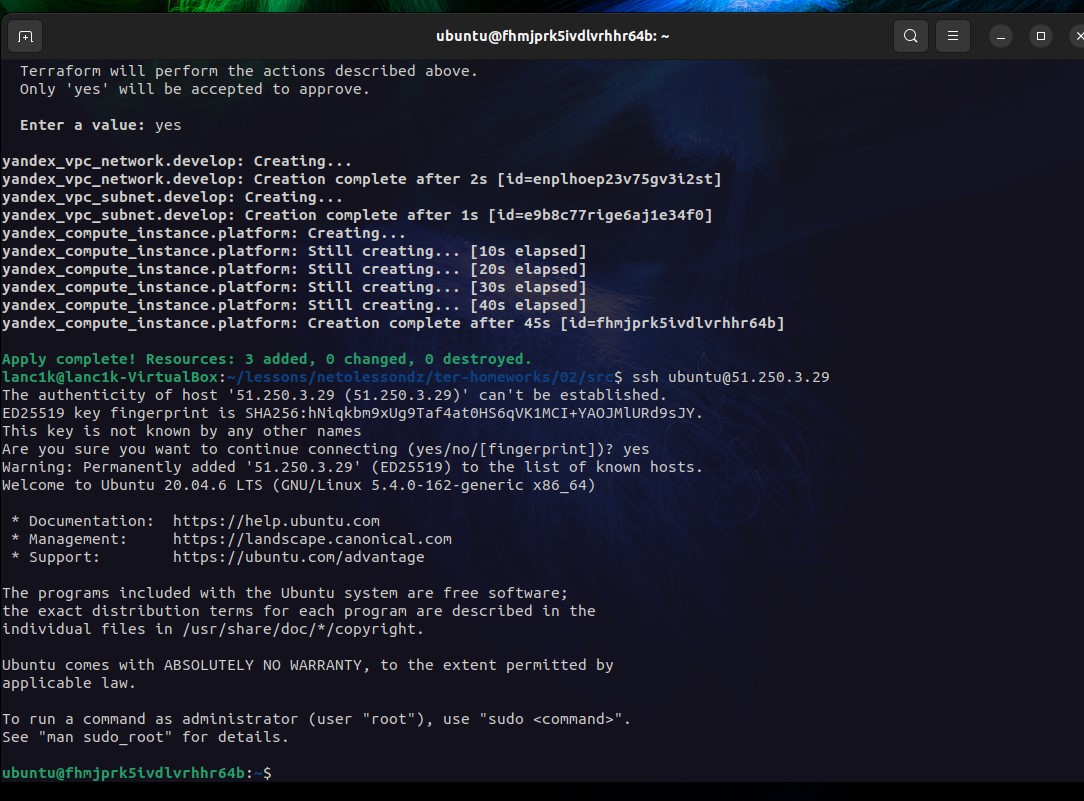 ubuntu@fhmjprk5ivdlvrhhr64b: ~
Terraform will perform the actions described above.
Only 'yes' will be accepted to approve.
Enter a value: yes
yandex_vpc_network.develop: Creating...
yandex_vpc_network.develop: Creation complete after 2s [id=enplhoep23v75gv3i2st]
yandex_vpc_subnet.develop: Creating...
yandex_vpc_subnet.develop: Creation complete after 1s [id=e9b8c77rige6aj1e34f0]
yandex_compute_instance.platform: Creating...
yandex_compute_instance.platform: Still creating... [10s elapsed]
yandex_compute_instance.platform: Still creating... [20s elapsed]
yandex_compute_instance.platform: Still creating... [30s elapsed]
yandex_compute_instance.platform: Still creating... [40s elapsed]
yandex_compute_instance.platform: Creation complete after 45s [id=fhmjprk5ivdlvrhhr64b]
Apply complete! Resources: 3 added, 0 changed, 0 destroyed.
lanc1k@lanc1k-VirtualBox:~/lessons/netolessondz/ter-homeworks/02/src$ ssh ubuntu@51.250.3.29
The authenticity of host '51.250.3.29 (51.250.3.29)' can't be established.
ED25519 key fingerprint is SHA256:hNiqkbm9xUg9Taf4at0HS6qVK1MCI+YAOJMlURd9sJY.
This key is not known by any other names
Are you sure you want to continue connecting (yes/no/[fingerprint])? yes
Warning: Permanently added '51.250.3.29' (ED25519) to the list of known hosts.
Welcome to Ubuntu 20.04.6 LTS (GNU/Linux 5.4.0-162-generic x86_64)
* Documentation:  https://help.ubuntu.com
* Management:     https://landscape.canonical.com
* Support:        https://ubuntu.com/advantage
The programs included with the Ubuntu system are free software;
the exact distribution terms for each program are described in the
individual files in /usr/share/doc/*/copyright.
Ubuntu comes with ABSOLUTELY NO WARRANTY, to the extent permitted by
applicable law.
To run a command as administrator (user "root"), use "sudo <command>".
See "man sudo_root" for details.
ubuntu@fhmjprk5ivdlvrhhr64b:~$